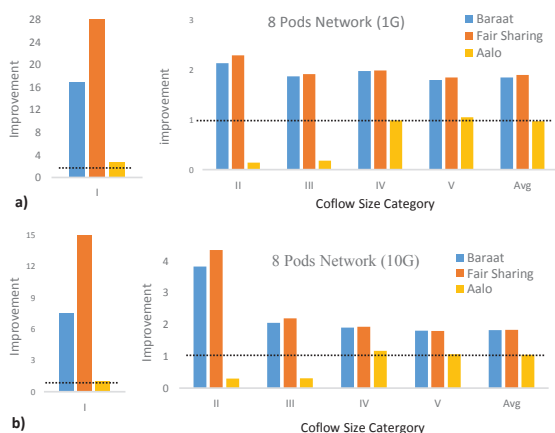 8 Pods Network (1G)
Improvement
28
24
20
16
12
8
4
0
I
improvement
3
2
1
0
II III IV V Avg
Baraat
Fair Sharing
Aalo
a)
Coflow Size Category
8 Pods Network (10G)
Improvement
15
12
9
6
3
0
I
Improvement
4
3
2
1
0
II III IV V Avg
Baraat
Fair Sharing
Aalo
b)
Coflow Size Catergory